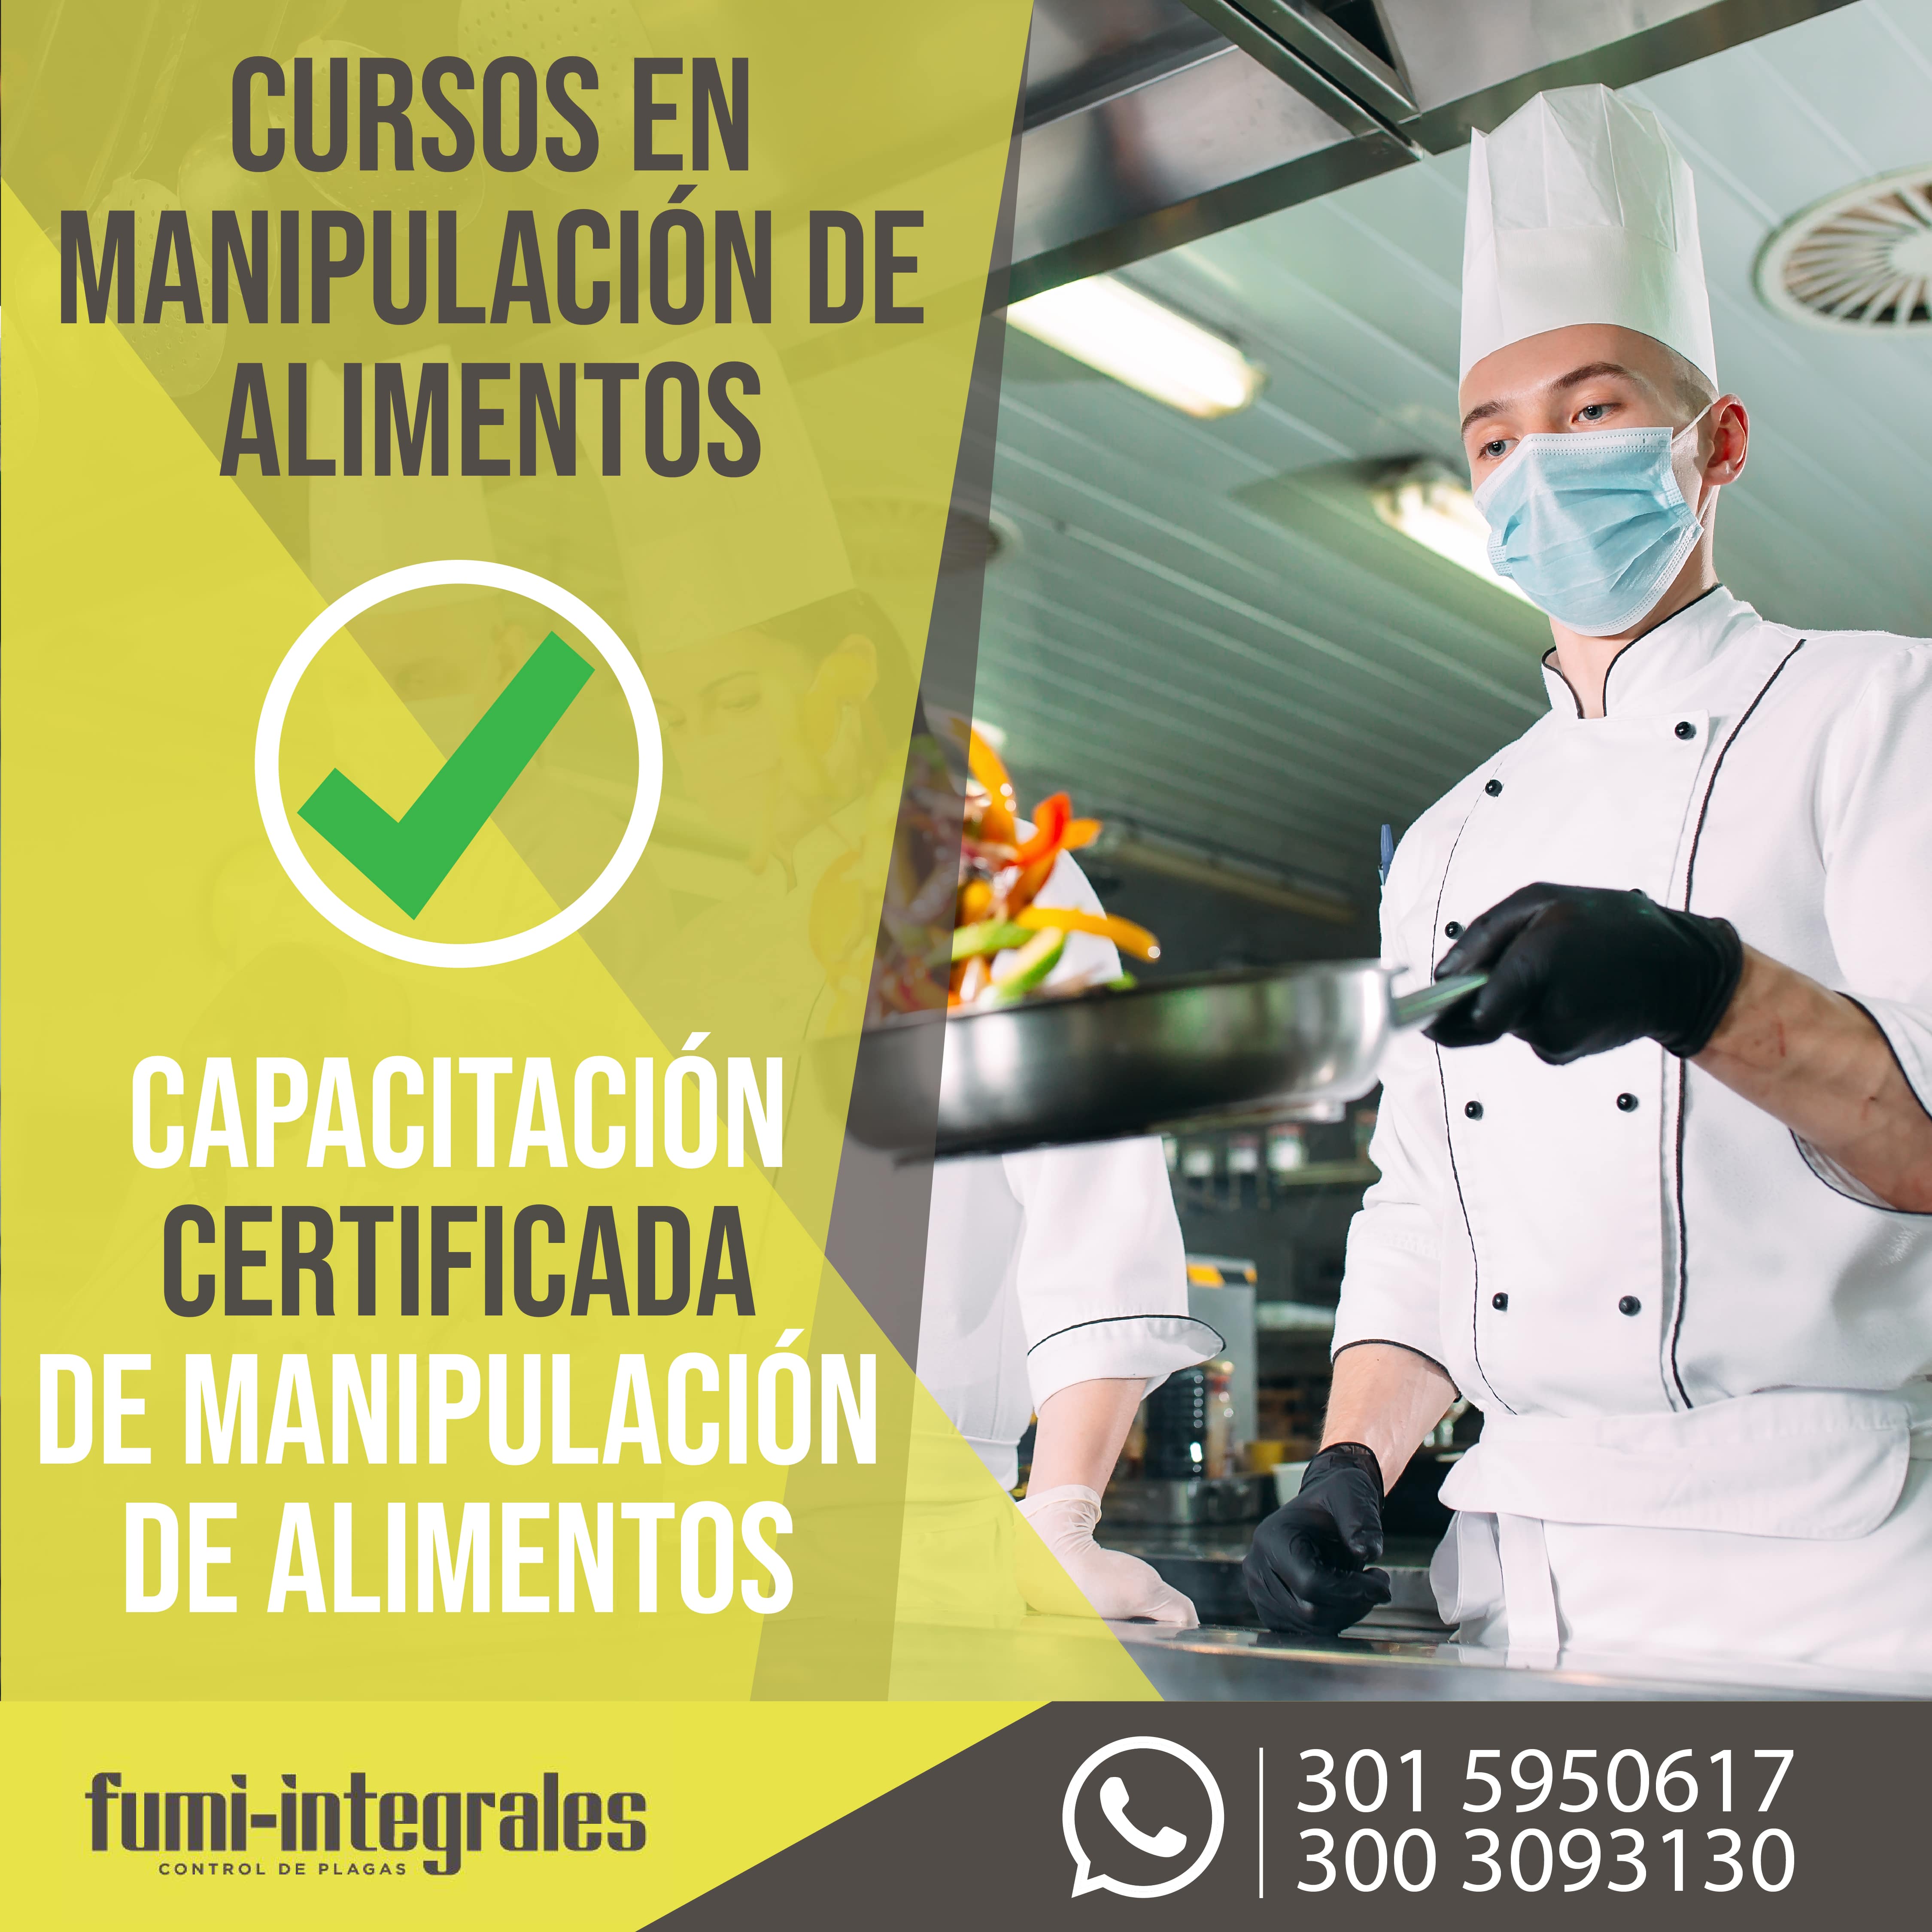 CURSOS EN
MANIPULACIÓN DE
ALIMENTOS
CAPACITACIÓN
CERTIFICADA
DE MANIPULACIÓN
DE ALIMENTOS
fumi-integrales
CONTROL DE PLAGAS
301 5950617
300 3093130